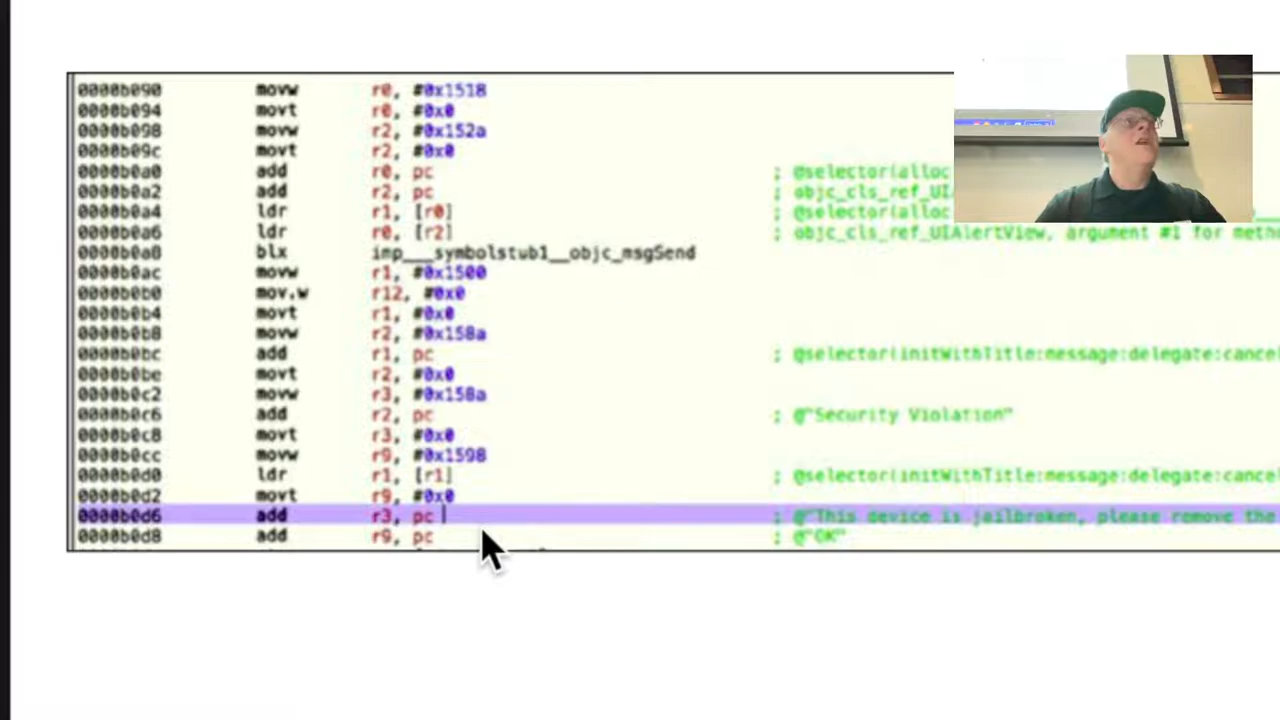 0000b090 movw r0, #0x1518
0000b094 movt r0, #0x0
0000b098 movw r2, #0x152a
0000b09c movt r2, #0x0
0000b0a0 add r0, pc ; @selector(alloc
0000b0a2 add r2, pc ; objc_cls_ref_UIA
0000b0a4 ldr r1, [r0] ; @selector(alloc
0000b0a6 ldr r0, [r2] ; objc_cls_ref_UIAlertView, argument #1 for meth
0000b0a8 blx imp___symbolstub1__objc_msgSend
0000b0ac movw r1, #0x1500
0000b0b0 mov.w r12, #0x0
0000b0b4 movt r1, #0x0
0000b0b8 movw r2, #0x158a
0000b0bc add r1, pc ; @selector(initWithTitle:message:delegate:cancel
0000b0be movt r2, #0x0
0000b0c2 movw r3, #0x158a
0000b0c6 add r2, pc ; @"Security Violation"
0000b0c8 movt r3, #0x0
0000b0cc movw r9, #0x1598
0000b0d0 ldr r1, [r1] ; @selector(initWithTitle:message:delegate:cancel
0000b0d2 movt r9, #0x0
0000b0d6 add r3, pc ; @"This device is jailbroken, please remove the
0000b0d8 add r9, pc ; @"OK"